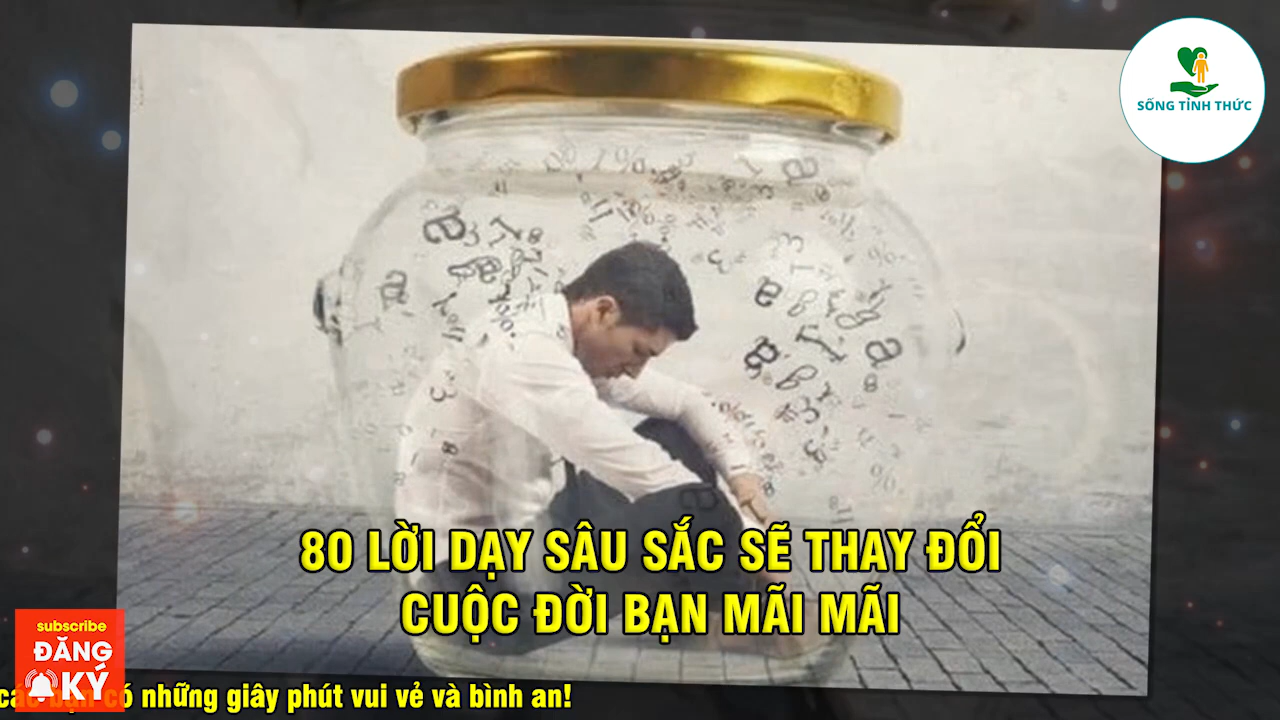 SỐNG TỈNH THỨC
80 LỜI DẠY SÂU SẮC SẼ THAY ĐỔI
CUỘC ĐỜI BẠN MÃI MÃI
subscribe
ĐĂNG
KÝ
có những giây phút vui vẻ và bình an!